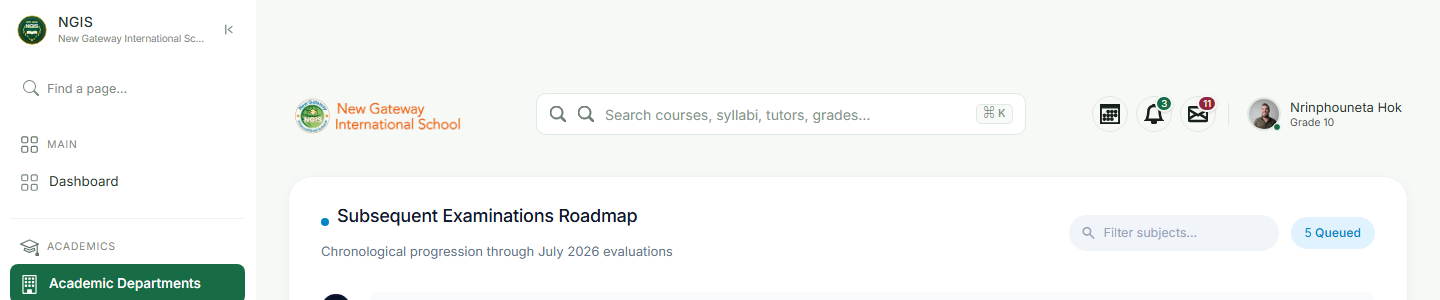 NGIS
New Gateway International Sc...
Find a page...
MAIN
Dashboard
ACADEMICS
Academic Departments
New Gateway
International School
Search courses, syllabi, tutors, grades...
⌘ K
3
11
Nrinphouneta Hok
Grade 10
Subsequent Examinations Roadmap
Chronological progression through July 2026 evaluations
Filter subjects...
5 Queued